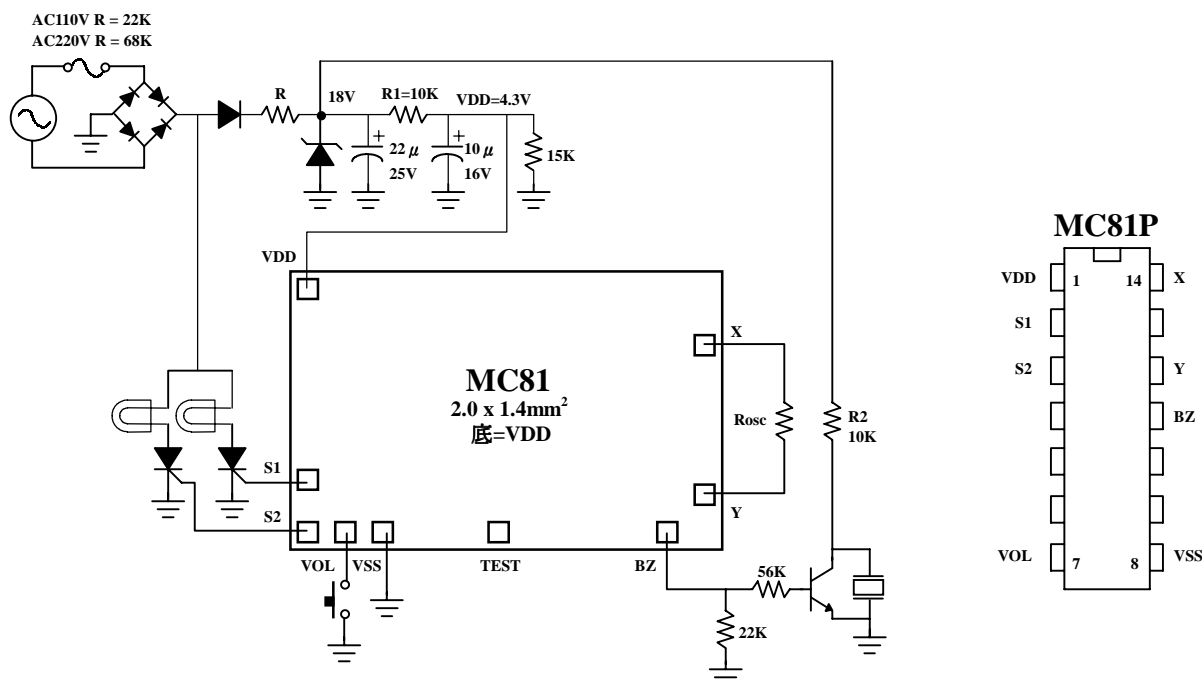 AC110V R = 22K
AC220V R = 68K
R
18V
R1=10K
VDD=4.3V
22μ
25V
10μ
16V
15K
VDD
MC81
2.0 x 1.4mm²
底=VDD
X
Rosc
Y
R2
10K
S1
S2
VOL
VSS
TEST
BZ
56K
22K
MC81P
VDD 1 14 X
S1
S2 Y
BZ
VOL 7 8 VSS